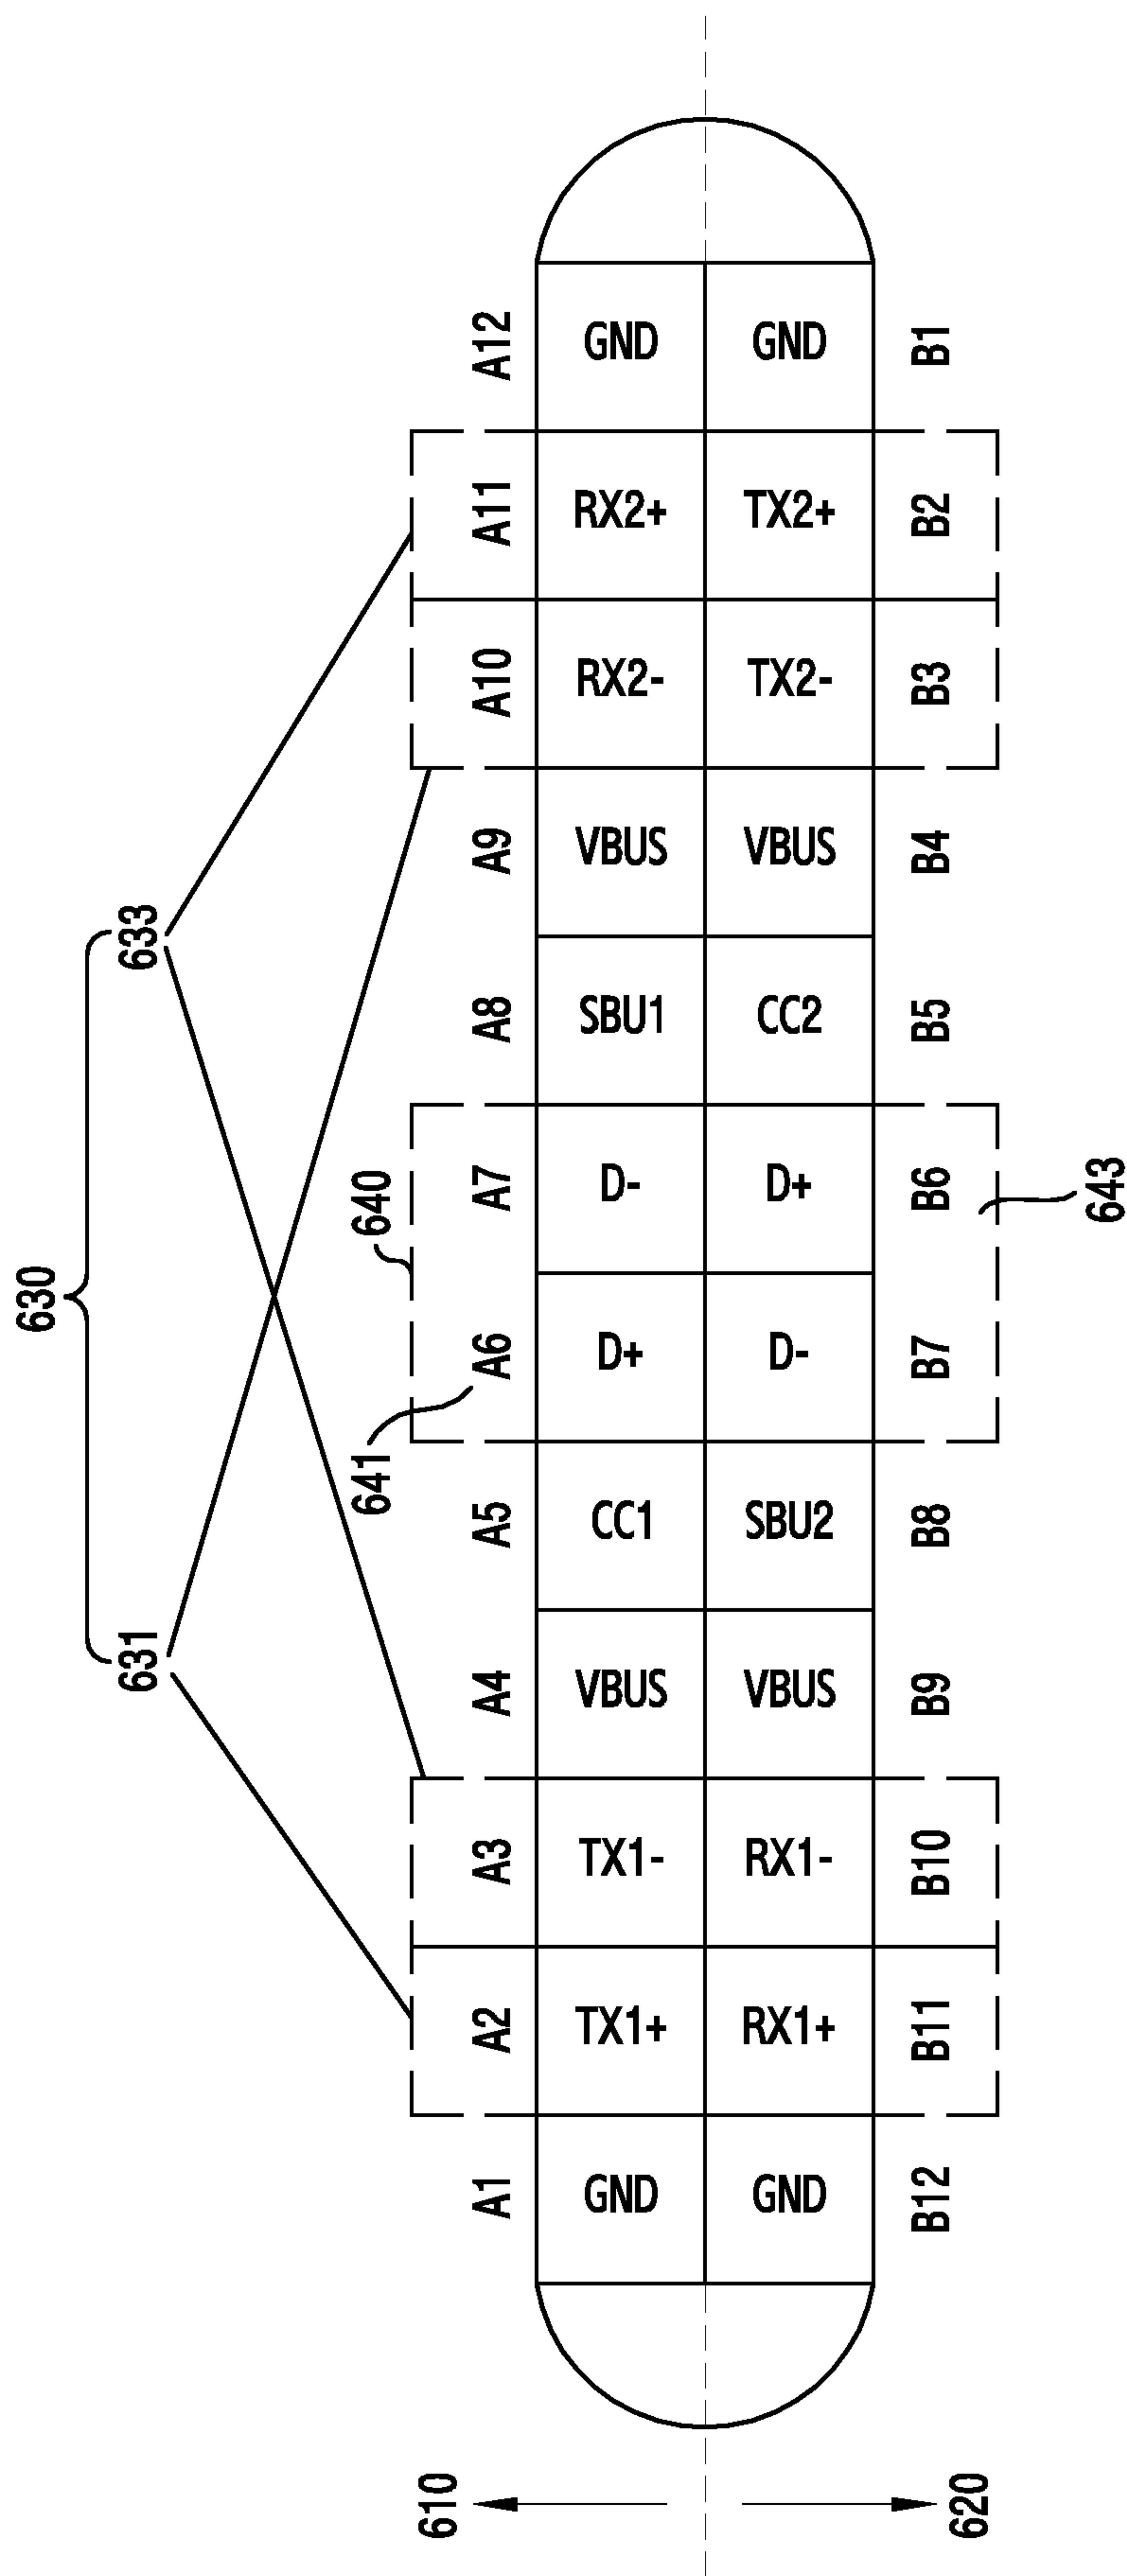 630
631 633
640
641
A1 A2 A3 A4 A5 A6 A7 A8 A9 A10 A11 A12
GND TX1+ TX1- VBUS CC1 D+ D- SBU1 VBUS RX2- RX2+ GND
GND RX1+ RX1- VBUS SBU2 D- D+ CC2 VBUS TX2- TX2+ GND
B12 B11 B10 B9 B8 B7 B6 B5 B4 B3 B2 B1
610
620
643